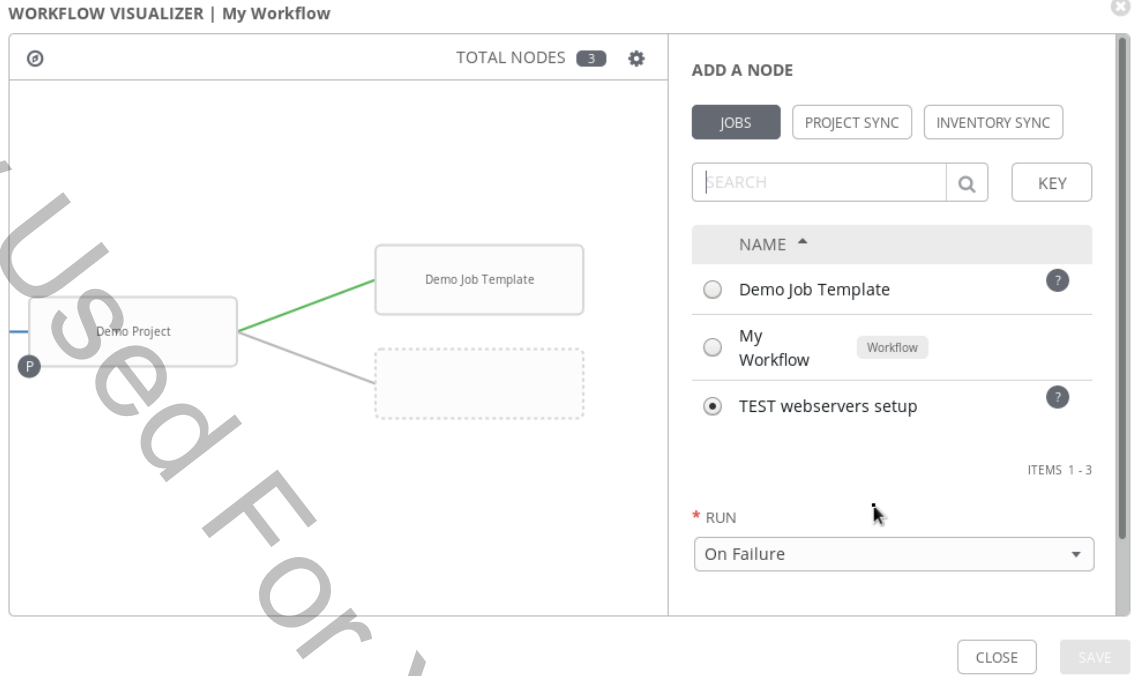 WORKFLOW VISUALIZER | My Workflow
TOTAL NODES 3
Demo Project
P
Demo Job Template
ADD A NODE
JOBS
PROJECT SYNC
INVENTORY SYNC
SEARCH
KEY
NAME
Demo Job Template
?
My
Workflow
Workflow
TEST webservers setup
?
ITEMS 1 - 3
* RUN
On Failure
CLOSE
SAVE
Used For